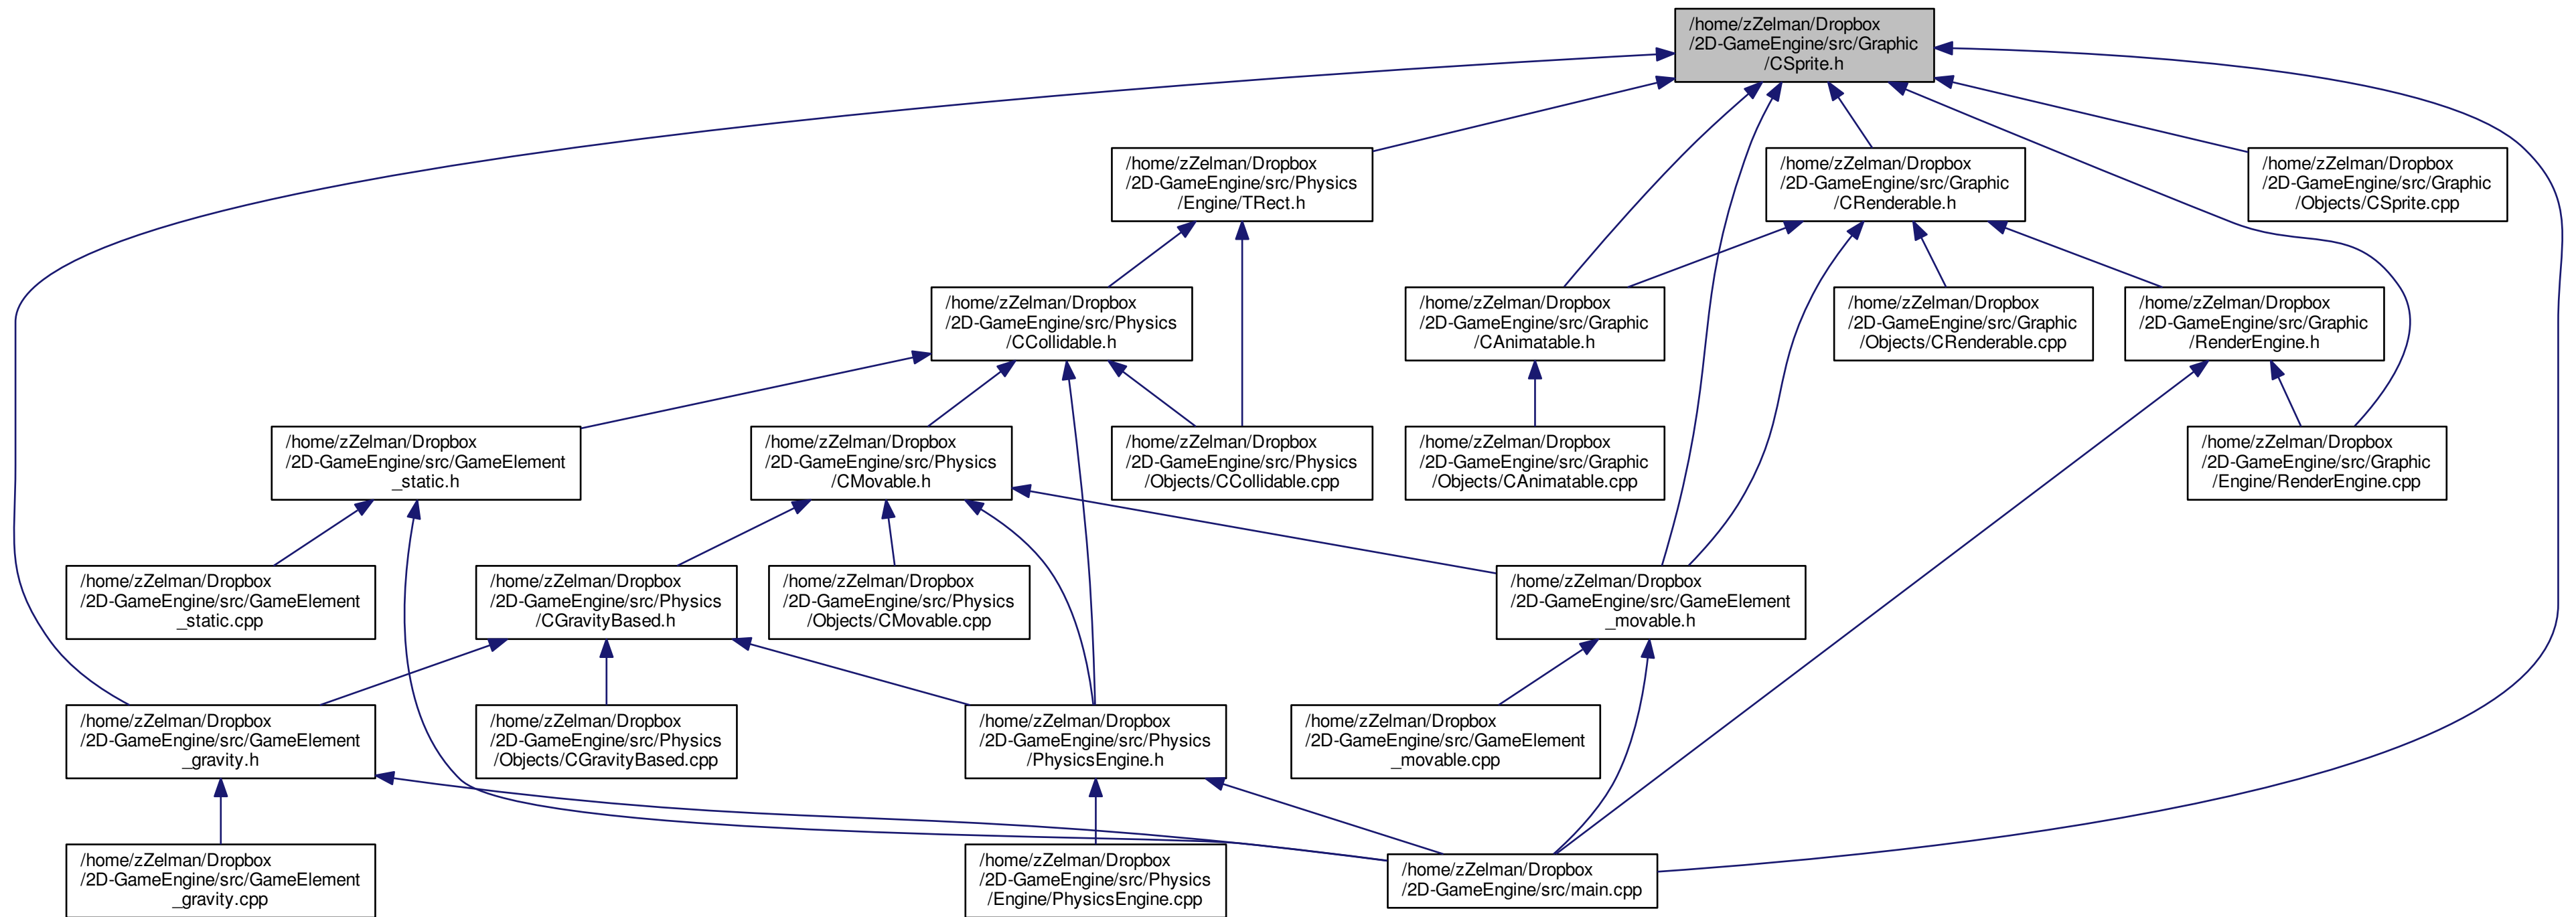 /home/zZelman/Dropbox
/2D-GameEngine/src/Graphic
/CSprite.h
/home/zZelman/Dropbox
/2D-GameEngine/src/Physics
/Engine/TRect.h
/home/zZelman/Dropbox
/2D-GameEngine/src/Graphic
/CRenderable.h
/home/zZelman/Dropbox
/2D-GameEngine/src/Graphic
/Objects/CSprite.cpp
/home/zZelman/Dropbox
/2D-GameEngine/src/Physics
/CCollidable.h
/home/zZelman/Dropbox
/2D-GameEngine/src/Graphic
/CAnimatable.h
/home/zZelman/Dropbox
/2D-GameEngine/src/Graphic
/Objects/CRenderable.cpp
/home/zZelman/Dropbox
/2D-GameEngine/src/Graphic
/RenderEngine.h
/home/zZelman/Dropbox
/2D-GameEngine/src/GameElement
_static.h
/home/zZelman/Dropbox
/2D-GameEngine/src/Physics
/CMovable.h
/home/zZelman/Dropbox
/2D-GameEngine/src/Physics
/Objects/CCollidable.cpp
/home/zZelman/Dropbox
/2D-GameEngine/src/Graphic
/Objects/CAnimatable.cpp
/home/zZelman/Dropbox
/2D-GameEngine/src/Graphic
/Engine/RenderEngine.cpp
/home/zZelman/Dropbox
/2D-GameEngine/src/GameElement
_static.cpp
/home/zZelman/Dropbox
/2D-GameEngine/src/Physics
/CGravityBased.h
/home/zZelman/Dropbox
/2D-GameEngine/src/Physics
/Objects/CMovable.cpp
/home/zZelman/Dropbox
/2D-GameEngine/src/GameElement
_movable.h
/home/zZelman/Dropbox
/2D-GameEngine/src/GameElement
_gravity.h
/home/zZelman/Dropbox
/2D-GameEngine/src/Physics
/Objects/CGravityBased.cpp
/home/zZelman/Dropbox
/2D-GameEngine/src/Physics
/PhysicsEngine.h
/home/zZelman/Dropbox
/2D-GameEngine/src/GameElement
_movable.cpp
/home/zZelman/Dropbox
/2D-GameEngine/src/GameElement
_gravity.cpp
/home/zZelman/Dropbox
/2D-GameEngine/src/Physics
/Engine/PhysicsEngine.cpp
/home/zZelman/Dropbox
/2D-GameEngine/src/main.cpp